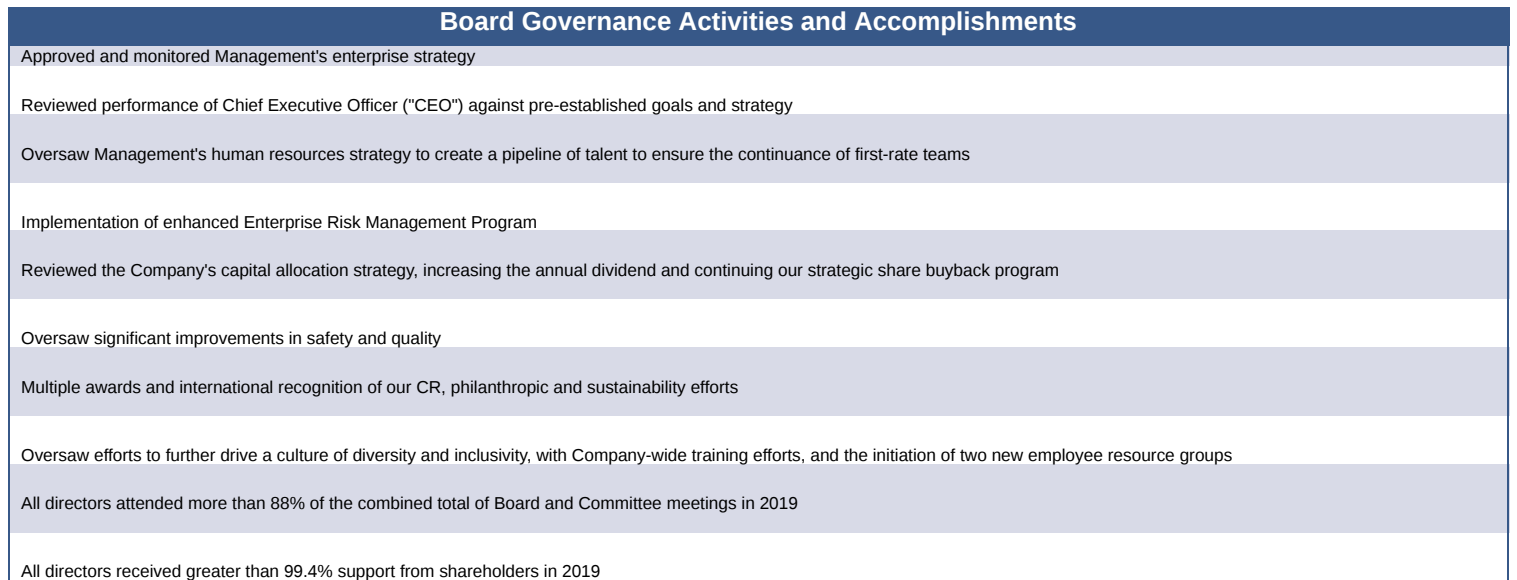 Board Governance Activities and Accomplishments
Approved and monitored Management's enterprise strategy
Reviewed performance of Chief Executive Officer ("CEO") against pre-established goals and strategy
Oversaw Management's human resources strategy to create a pipeline of talent to ensure the continuance of first-rate teams
Implementation of enhanced Enterprise Risk Management Program
Reviewed the Company's capital allocation strategy, increasing the annual dividend and continuing our strategic share buyback program
Oversaw significant improvements in safety and quality
Multiple awards and international recognition of our CR, philanthropic and sustainability efforts
Oversaw efforts to further drive a culture of diversity and inclusivity, with Company-wide training efforts, and the initiation of two new employee resource groups
All directors attended more than 88% of the combined total of Board and Committee meetings in 2019
All directors received greater than 99.4% support from shareholders in 2019